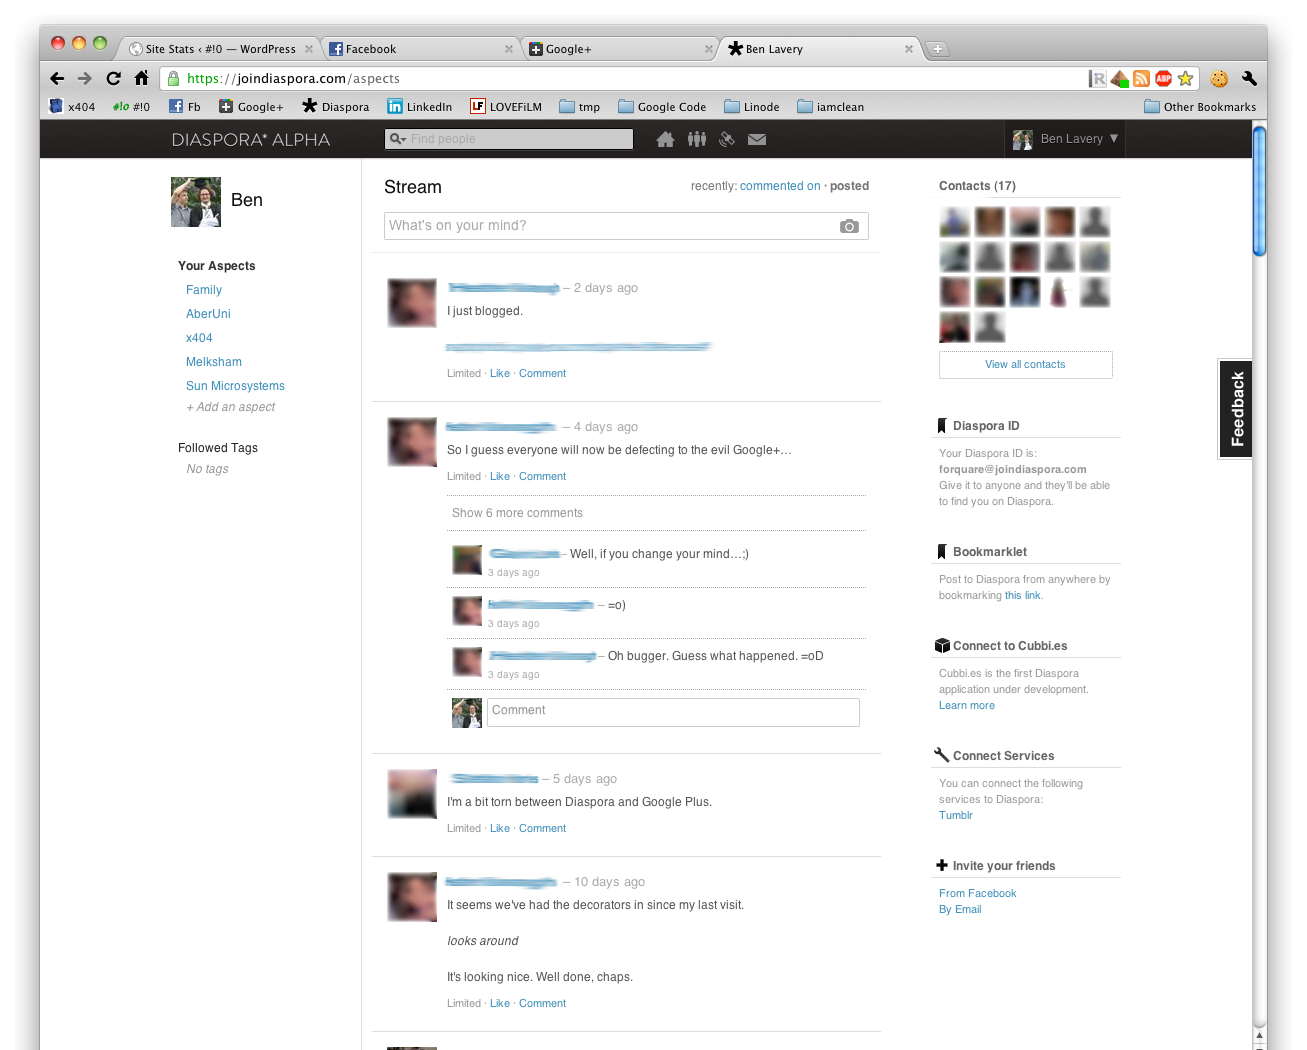 Site Stats ‹ #!0 — WordPress
Facebook
Google+
Ben Lavery
https://joindiaspora.com/aspects
x404
#!o #!0
Fb
Google+
Diaspora
LinkedIn
LOVEFiLM
tmp
Google Code
Linode
iamclean
Other Bookmarks
DIASPORA* ALPHA
Find people
Ben Lavery ▼
Ben
Your Aspects
Family
AberUni
x404
Melksham
Sun Microsystems
+ Add an aspect
Followed Tags
No tags
Stream
recently: commented on · posted
What's on your mind?
– 2 days ago
I just blogged.
Limited · Like · Comment
– 4 days ago
So I guess everyone will now be defecting to the evil Google+...
Limited · Like · Comment
Show 6 more comments
– Well, if you change your mind...;)
3 days ago
– =o)
3 days ago
– Oh bugger. Guess what happened. =oD
3 days ago
Comment
– 5 days ago
I'm a bit torn between Diaspora and Google Plus.
Limited · Like · Comment
– 10 days ago
It seems we've had the decorators in since my last visit.
looks around
It's looking nice. Well done, chaps.
Limited · Like · Comment
Contacts (17)
View all contacts
Diaspora ID
Your Diaspora ID is:
forquare@joindiaspora.com
Give it to anyone and they'll be able
to find you on Diaspora.
Bookmarklet
Post to Diaspora from anywhere by
bookmarking this link.
Connect to Cubbi.es
Cubbi.es is the first Diaspora
application under development.
Learn more
Connect Services
You can connect the following
services to Diaspora:
Tumblr
Invite your friends
From Facebook
By Email
Feedback